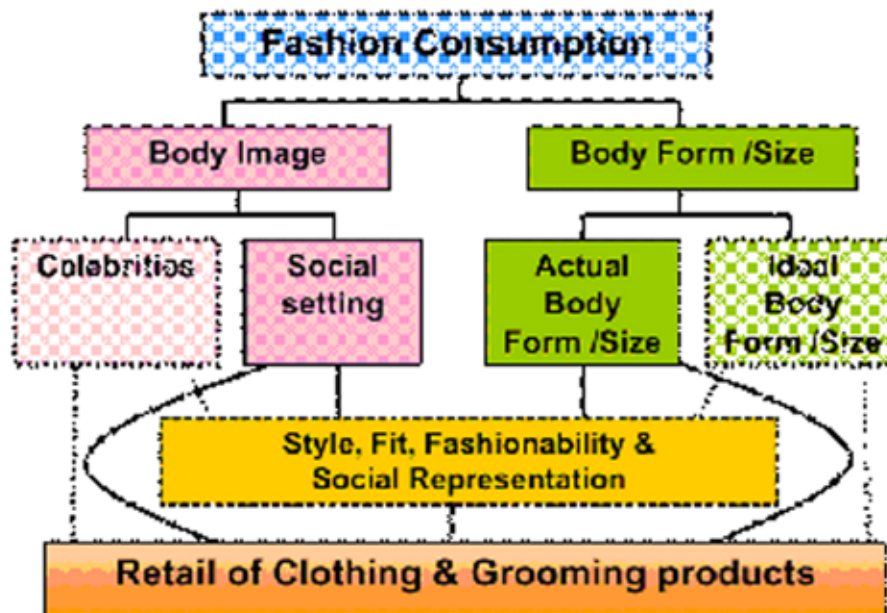 Fashion Consumption
Body Image
Body Form /Size
Celebrities
Social
setting
Actual
Body
Form /Size
Ideal
Body
Form /Size
Style, Fit, Fashionability &
Social Representation
Retail of Clothing & Grooming products